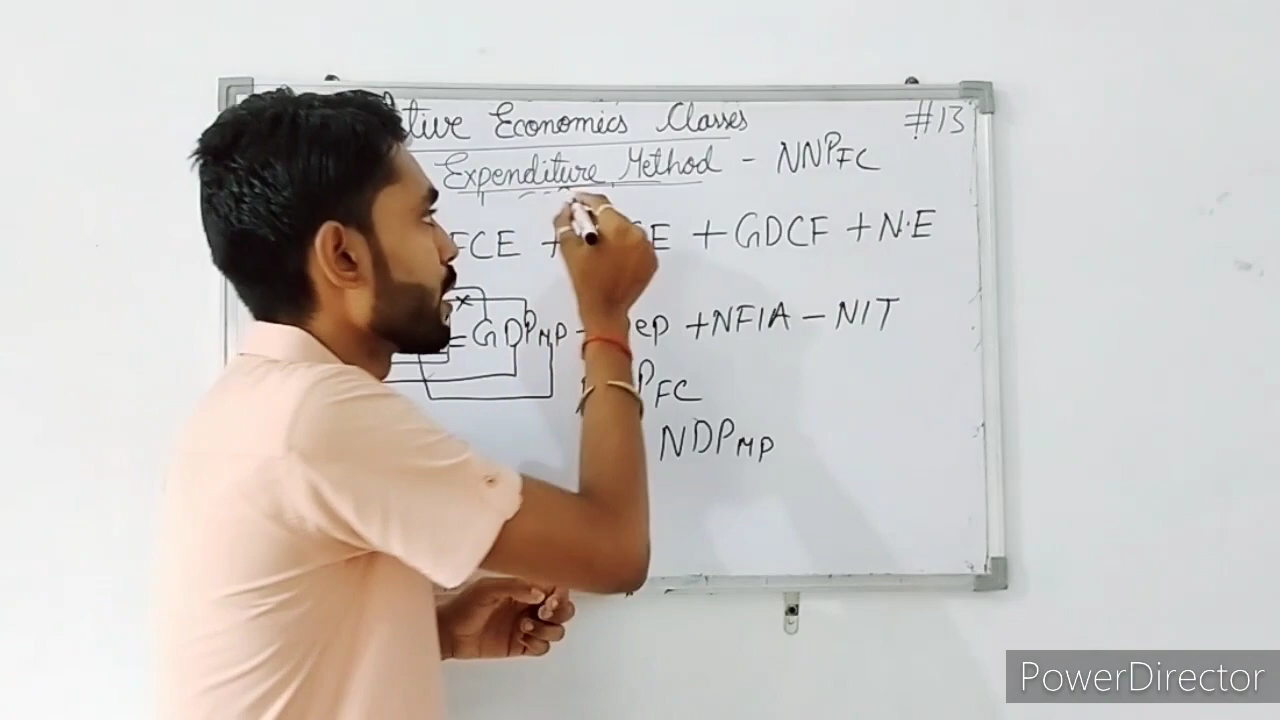 Economics Classes #13
Expenditure Method - NNPFC
FCE + E + GDCF + N.E
= GDPMP - ep + NFIA - NIT
PFC
NDPMP
PowerDirector